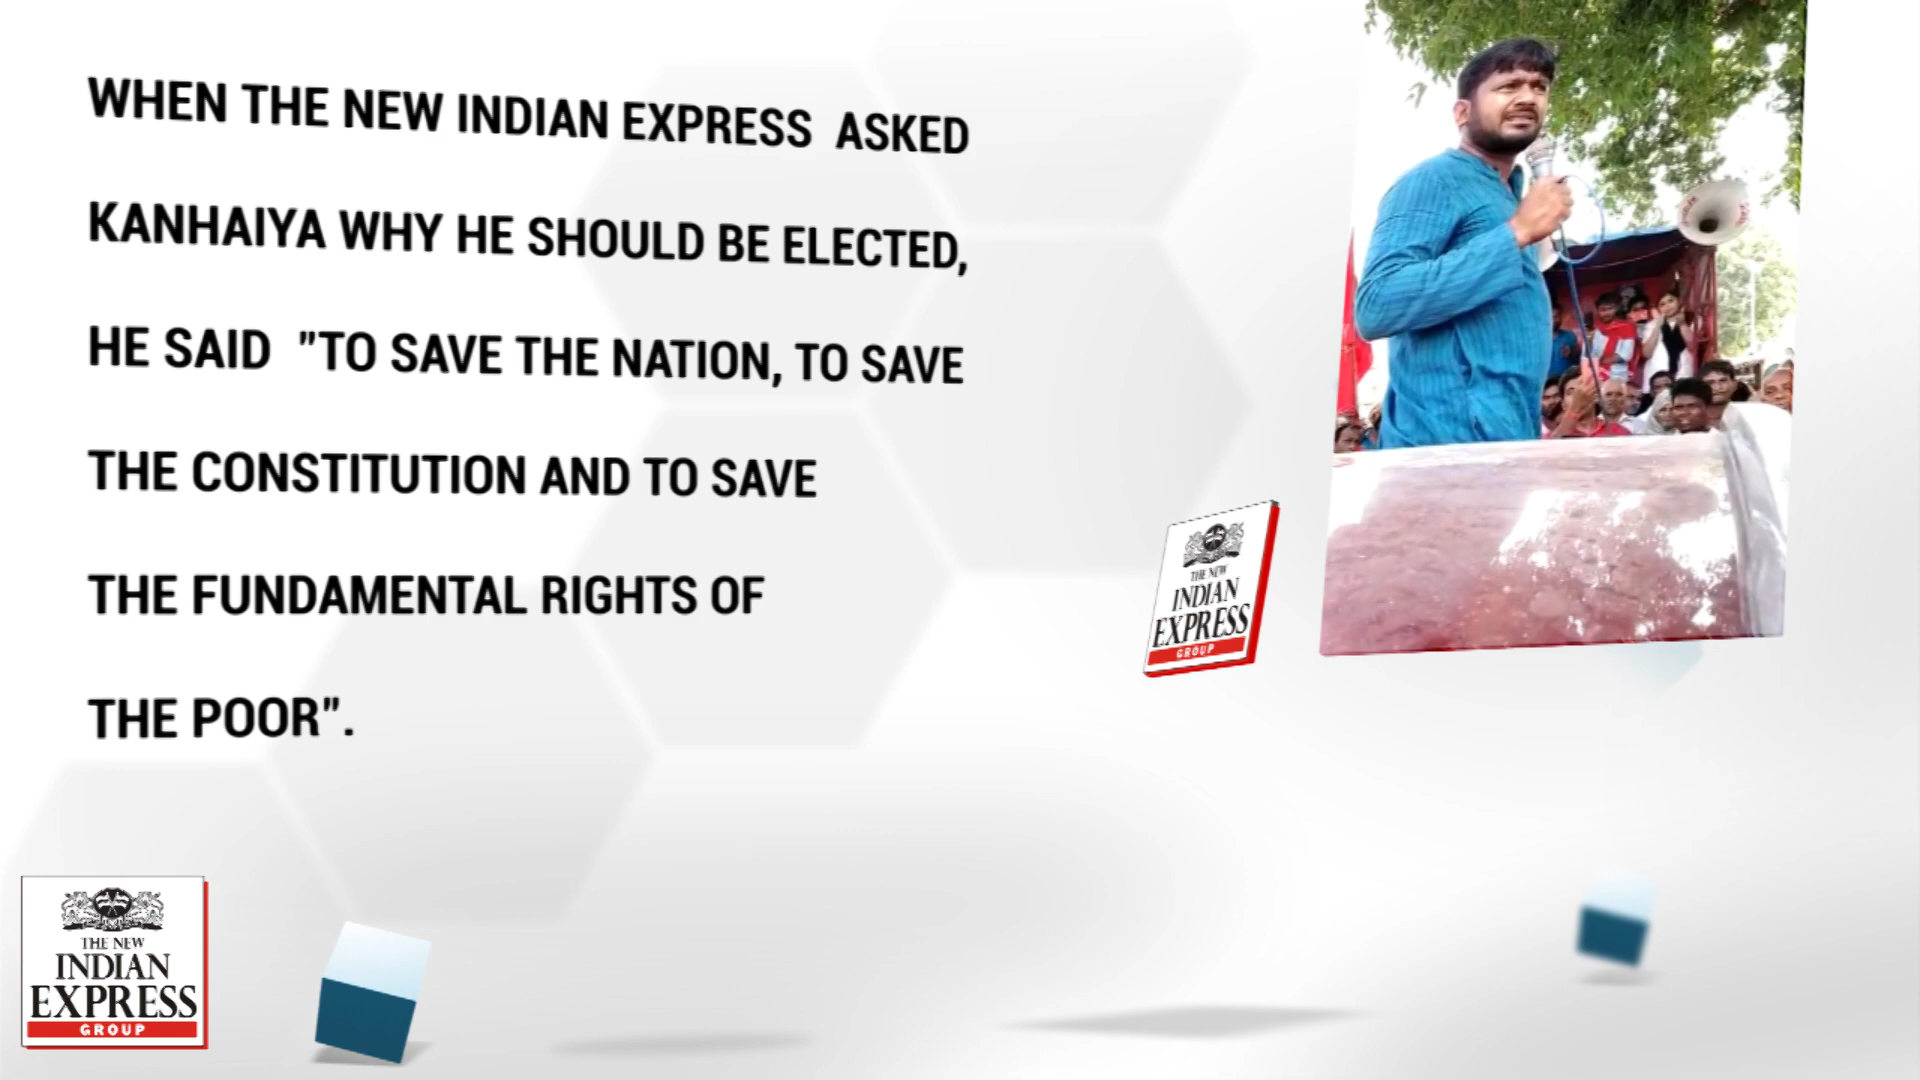 WHEN THE NEW INDIAN EXPRESS ASKED
KANHAIYA WHY HE SHOULD BE ELECTED,
HE SAID "TO SAVE THE NATION, TO SAVE
THE CONSTITUTION AND TO SAVE
THE FUNDAMENTAL RIGHTS OF
THE POOR".
THE NEW
INDIAN
EXPRESS
GROUP
THE NEW
INDIAN
EXPRESS
GROUP